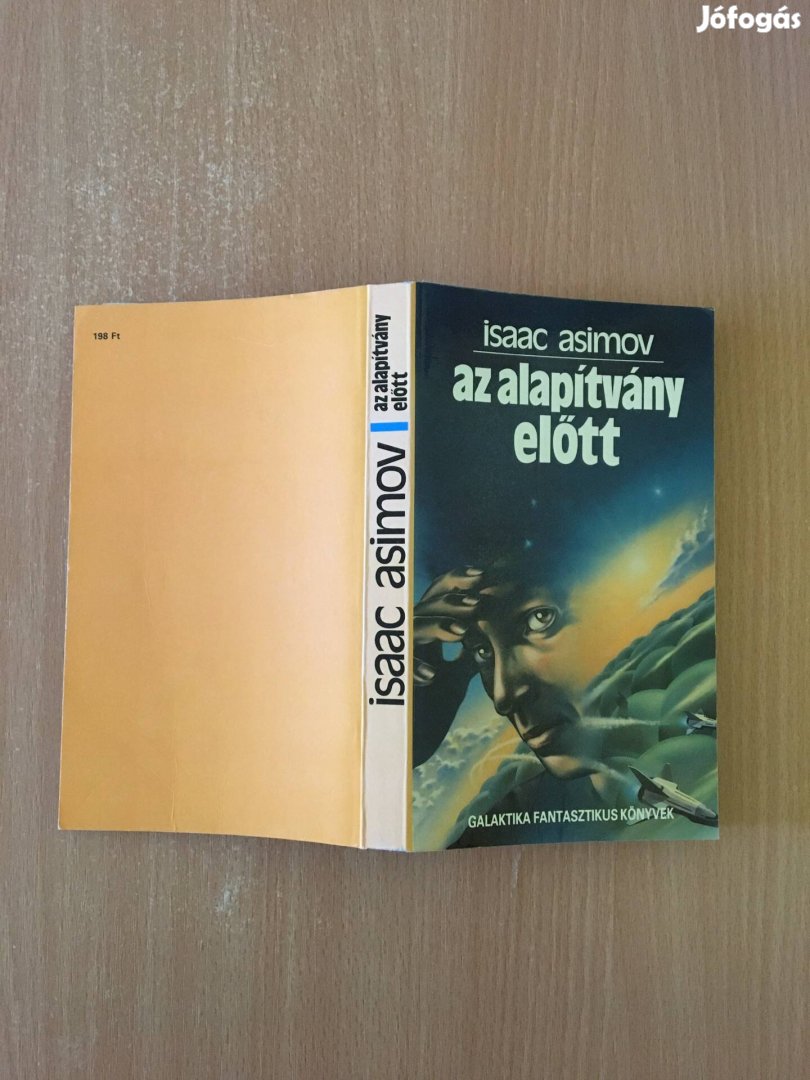 Jófogás
198 Ft
isaac asimov
az alapítvány
előtt
isaac asimov
az alapítvány
előtt
GALAKTIKA FANTASZTIKUS KÖNYVEK